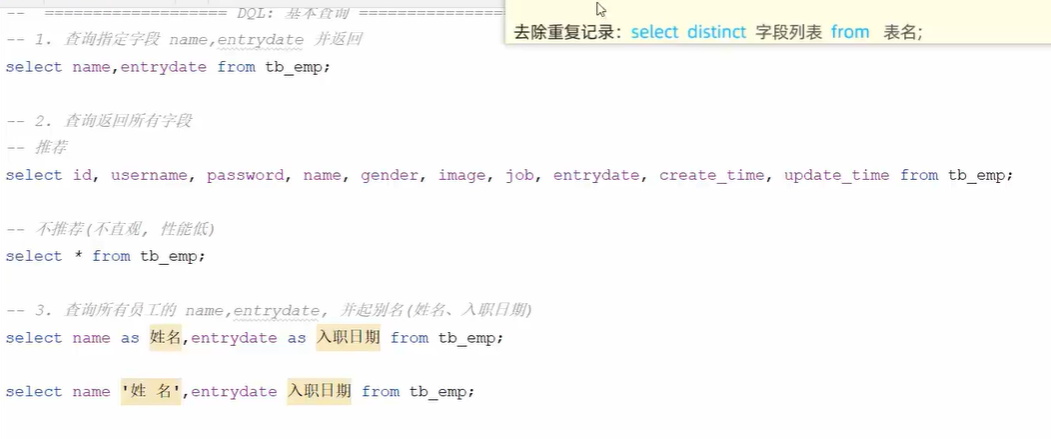 -- =================== DQL: 基本查询 ===============
去除重复记录：select distinct 字段列表 from 表名;
-- 1. 查询指定字段 name,entrydate 并返回
select name,entrydate from tb_emp;
-- 2. 查询返回所有字段
-- 推荐
select id, username, password, name, gender, image, job, entrydate, create_time, update_time from tb_emp;
-- 不推荐(不直观, 性能低)
select * from tb_emp;
-- 3. 查询所有员工的 name,entrydate, 并起别名(姓名、入职日期)
select name as 姓名,entrydate as 入职日期 from tb_emp;
select name '姓 名',entrydate 入职日期 from tb_emp;